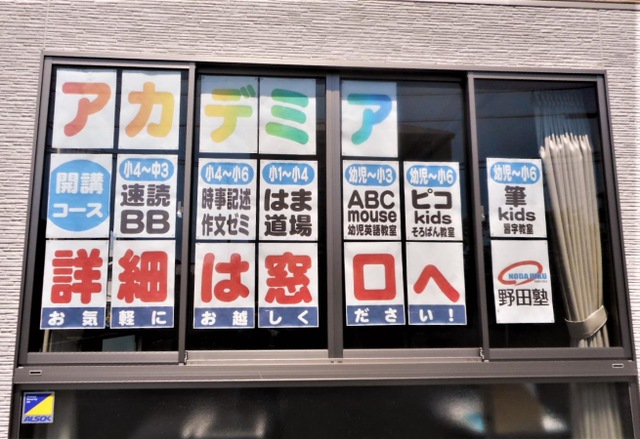 アカデミア
開講コース
小4～中3
速読
BB
小4～小6
時事記述
作文ゼミ
小1～小4
はま
道場
幼児～小3
ABC
mouse
幼児英語教室
幼児～小6
ピコ
kids
そろばん教室
幼児～小6
筆
kids
習字教室
詳細は窓口へ
お気軽にお越しください!
NODAJUKU
野田塾
ALSOK